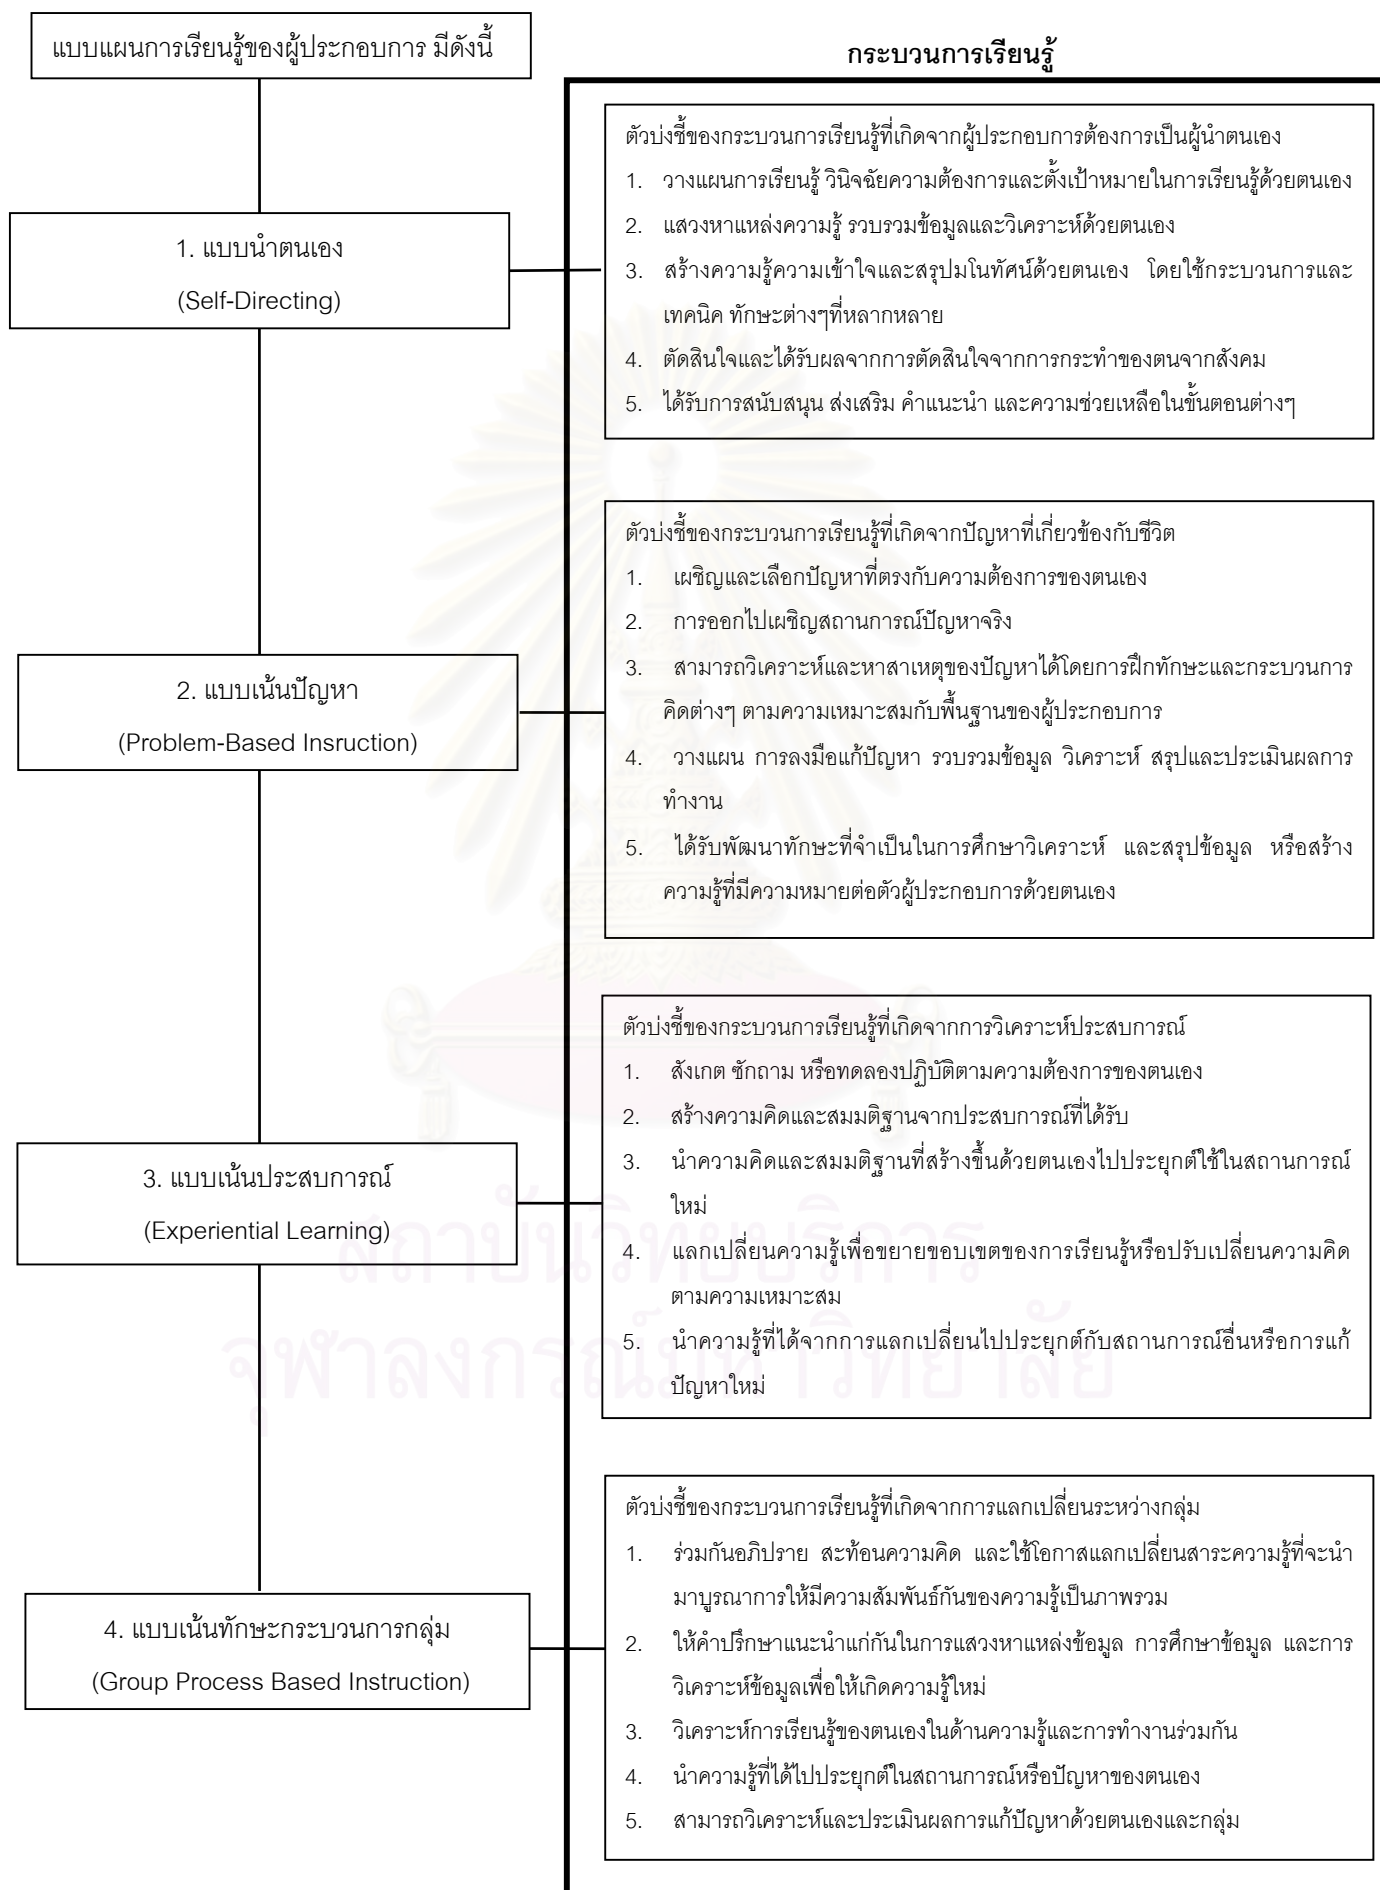 แบบแผนการเรียนรู้ของผู้ประกอบการ มีดังนี้
กระบวนการเรียนรู้
1. แบบนำตนเอง
(Self-Directing)
ตัวบ่งชี้ของกระบวนการเรียนรู้ที่เกิดจากผู้ประกอบการต้องการเป็นผู้นำตนเอง
1. วางแผนการเรียนรู้ วินิจฉัยความต้องการและตั้งเป้าหมายในการเรียนรู้ด้วยตนเอง
2. แสวงหาแหล่งความรู้ รวบรวมข้อมูลและวิเคราะห์ด้วยตนเอง
3. สร้างความรู้ความเข้าใจและสรุปมโนทัศน์ด้วยตนเอง โดยใช้กระบวนการและ
เทคนิค ทักษะต่างๆที่หลากหลาย
4. ตัดสินใจและได้รับผลจากการตัดสินใจจากการกระทำของตนจากสังคม
5. ได้รับการสนับสนุน ส่งเสริม คำแนะนำ และความช่วยเหลือในขั้นตอนต่างๆ
2. แบบเน้นปัญหา
(Problem-Based Insruction)
ตัวบ่งชี้ของกระบวนการเรียนรู้ที่เกิดจากปัญหาที่เกี่ยวข้องกับชีวิต
1. เผชิญและเลือกปัญหาที่ตรงกับความต้องการของตนเอง
2. การออกไปเผชิญสถานการณ์ปัญหาจริง
3. สามารถวิเคราะห์และหาสาเหตุของปัญหาได้โดยการฝึกทักษะและกระบวนการ
คิดต่างๆ ตามความเหมาะสมกับพื้นฐานของผู้ประกอบการ
4. วางแผน การลงมือแก้ปัญหา รวบรวมข้อมูล วิเคราะห์ สรุปและประเมินผลการ
ทำงาน
5. ได้รับพัฒนาทักษะที่จำเป็นในการศึกษาวิเคราะห์ และสรุปข้อมูล หรือสร้าง
ความรู้ที่มีความหมายต่อตัวผู้ประกอบการด้วยตนเอง
3. แบบเน้นประสบการณ์
(Experiential Learning)
ตัวบ่งชี้ของกระบวนการเรียนรู้ที่เกิดจากการวิเคราะห์ประสบการณ์
1. สังเกต ซักถาม หรือทดลองปฏิบัติตามความต้องการของตนเอง
2. สร้างความคิดและสมมติฐานจากประสบการณ์ที่ได้รับ
3. นำความคิดและสมมติฐานที่สร้างขึ้นด้วยตนเองไปประยุกต์ใช้ในสถานการณ์
ใหม่
4. แลกเปลี่ยนความรู้เพื่อขยายขอบเขตของการเรียนรู้หรือปรับเปลี่ยนความคิด
ตามความเหมาะสม
5. นำความรู้ที่ได้จากการแลกเปลี่ยนไปประยุกต์กับสถานการณ์อื่นหรือการแก้
ปัญหาใหม่
สถาบันวิทยบริการ
จุฬาลงกรณ์มหาวิทยาลัย
4. แบบเน้นทักษะกระบวนการกลุ่ม
(Group Process Based Instruction)
ตัวบ่งชี้ของกระบวนการเรียนรู้ที่เกิดจากการแลกเปลี่ยนระหว่างกลุ่ม
1. ร่วมกันอภิปราย สะท้อนความคิด และใช้โอกาสแลกเปลี่ยนสาระความรู้ที่จะนำ
มาบูรณาการให้มีความสัมพันธ์กันของความรู้เป็นภาพรวม
2. ให้คำปรึกษาแนะนำแก่กันในการแสวงหาแหล่งข้อมูล การศึกษาข้อมูล และการ
วิเคราะห์ข้อมูลเพื่อให้เกิดความรู้ใหม่
3. วิเคราะห์การเรียนรู้ของตนเองในด้านความรู้และการทำงานร่วมกัน
4. นำความรู้ที่ได้ไปประยุกต์ในสถานการณ์หรือปัญหาของตนเอง
5. สามารถวิเคราะห์และประเมินผลการแก้ปัญหาด้วยตนเองและกลุ่ม